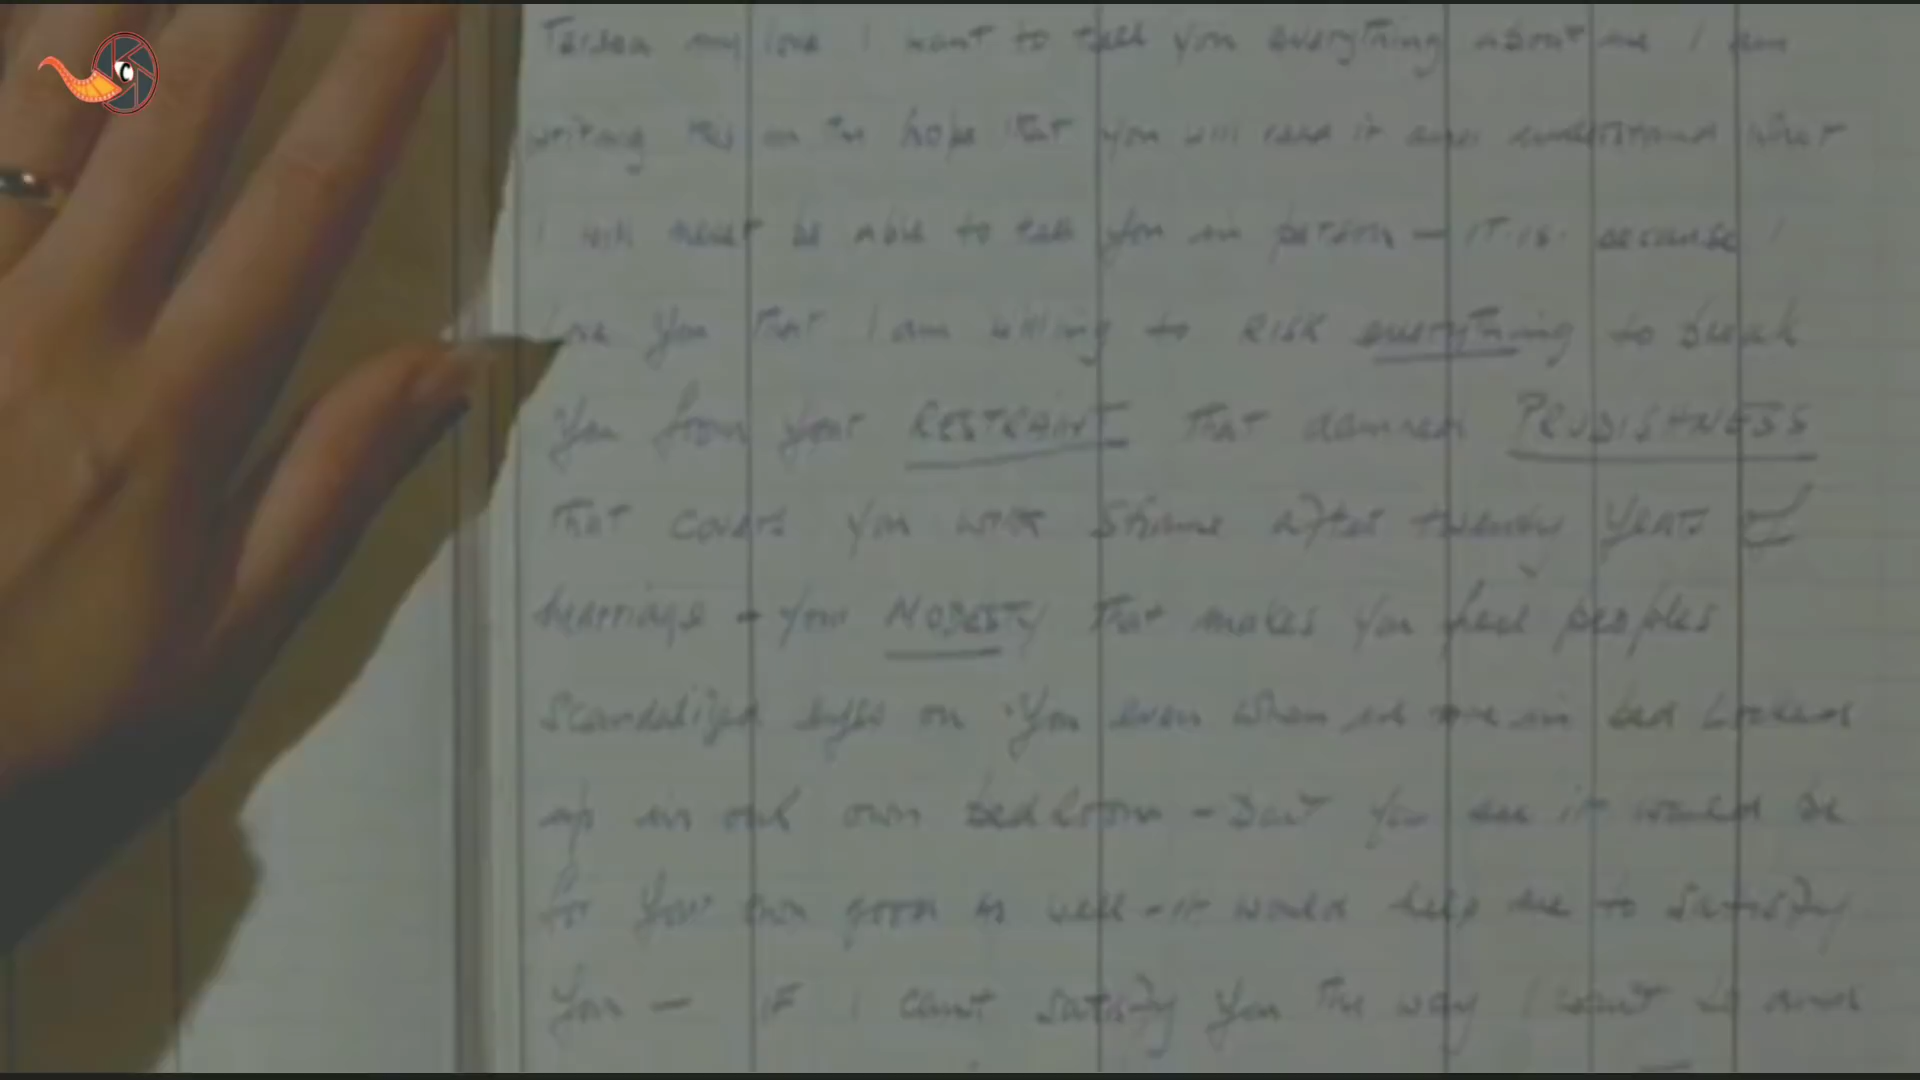 C
my love I want to tell you everything about me I am
writing this in the hope that you will read it and understand what
I will never be able to tell you in person - it is because I
love you that I am willing to RISK everything to break
you from your RESTRAINT that damned PRUDISHNESS
that covers you with shame after twenty years of
marriage - your MODESTY that makes you feel peoples
scandalized eyes on you even when we are in bed locked
up in our own bedroom - Don't you see it would be
for your own good as well - it would help me to satisfy
you - IF I can't satisfy you the way I want to